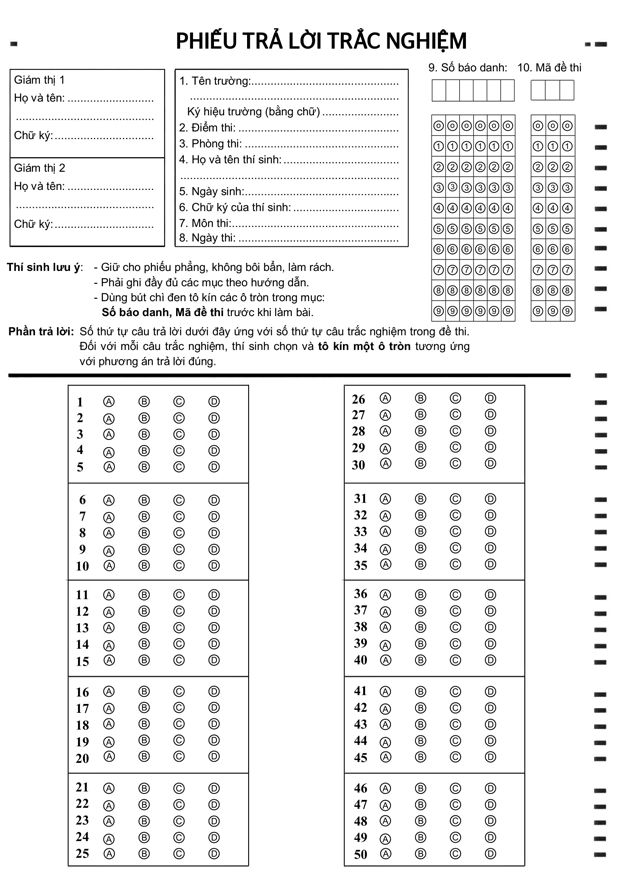 PHIẾU TRẢ LỜI TRẮC NGHIỆM
Giám thị 1
Họ và tên: ............................
..............................................
Chữ ký:................................
Giám thị 2
Họ và tên: ............................
..............................................
Chữ ký:................................
1. Tên trường:................................................
....................................................................
Ký hiệu trường (bằng chữ) .........................
2. Điểm thi: ....................................................
3. Phòng thi: ..................................................
4. Họ và tên thí sinh: .....................................
........................................................................
5. Ngày sinh:..................................................
6. Chữ ký của thí sinh: ..................................
7. Môn thi:......................................................
8. Ngày thi: ....................................................
9. Số báo danh: 10. Mã đề thi
0 0 0 0 0 0 0 0 0
1 1 1 1 1 1 1 1 1
2 2 2 2 2 2 2 2 2
3 3 3 3 3 3 3 3 3
4 4 4 4 4 4 4 4 4
5 5 5 5 5 5 5 5 5
6 6 6 6 6 6 6 6 6
7 7 7 7 7 7 7 7 7
8 8 8 8 8 8 8 8 8
9 9 9 9 9 9 9 9 9
Thí sinh lưu ý: - Giữ cho phiếu phẳng, không bôi bẩn, làm rách.
- Phải ghi đầy đủ các mục theo hướng dẫn.
- Dùng bút chì đen tô kín các ô tròn trong mục:
Số báo danh, Mã đề thi trước khi làm bài.
Phần trả lời: Số thứ tự câu trả lời dưới đây ứng với số thứ tự câu trắc nghiệm trong đề thi.
Đối với mỗi câu trắc nghiệm, thí sinh chọn và tô kín một ô tròn tương ứng
với phương án trả lời đúng.
1 A B C D
2 A B C D
3 A B C D
4 A B C D
5 A B C D
6 A B C D
7 A B C D
8 A B C D
9 A B C D
10 A B C D
11 A B C D
12 A B C D
13 A B C D
14 A B C D
15 A B C D
16 A B C D
17 A B C D
18 A B C D
19 A B C D
20 A B C D
21 A B C D
22 A B C D
23 A B C D
24 A B C D
25 A B C D
26 A B C D
27 A B C D
28 A B C D
29 A B C D
30 A B C D
31 A B C D
32 A B C D
33 A B C D
34 A B C D
35 A B C D
36 A B C D
37 A B C D
38 A B C D
39 A B C D
40 A B C D
41 A B C D
42 A B C D
43 A B C D
44 A B C D
45 A B C D
46 A B C D
47 A B C D
48 A B C D
49 A B C D
50 A B C D